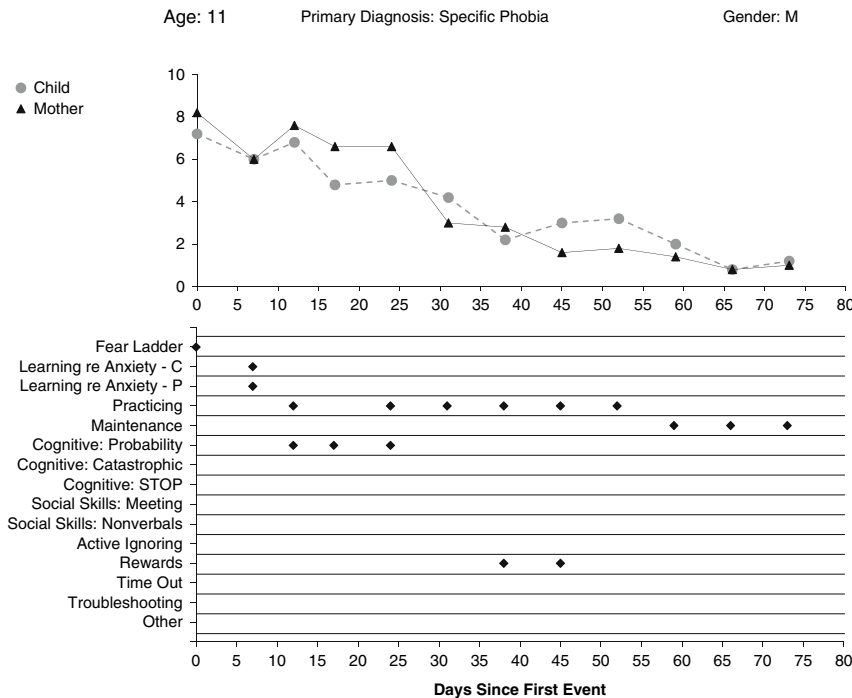 Age: 11 Primary Diagnosis: Specific Phobia Gender: M
Child
Mother
10
8
6
4
2
0
0 5 10 15 20 25 30 35 40 45 50 55 60 65 70 75 80
Fear Ladder
Learning re Anxiety - C
Learning re Anxiety - P
Practicing
Maintenance
Cognitive: Probability
Cognitive: Catastrophic
Cognitive: STOP
Social Skills: Meeting
Social Skills: Nonverbals
Active Ignoring
Rewards
Time Out
Troubleshooting
Other
0 5 10 15 20 25 30 35 40 45 50 55 60 65 70 75 80
Days Since First Event